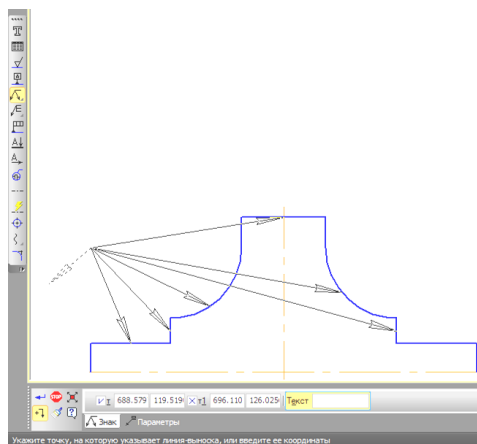 T 688.579 119.519 т1 696.110 126.025 Текст
Знак Параметры
Укажите точку, на которую указывает линия-выноска, или введите ее координаты